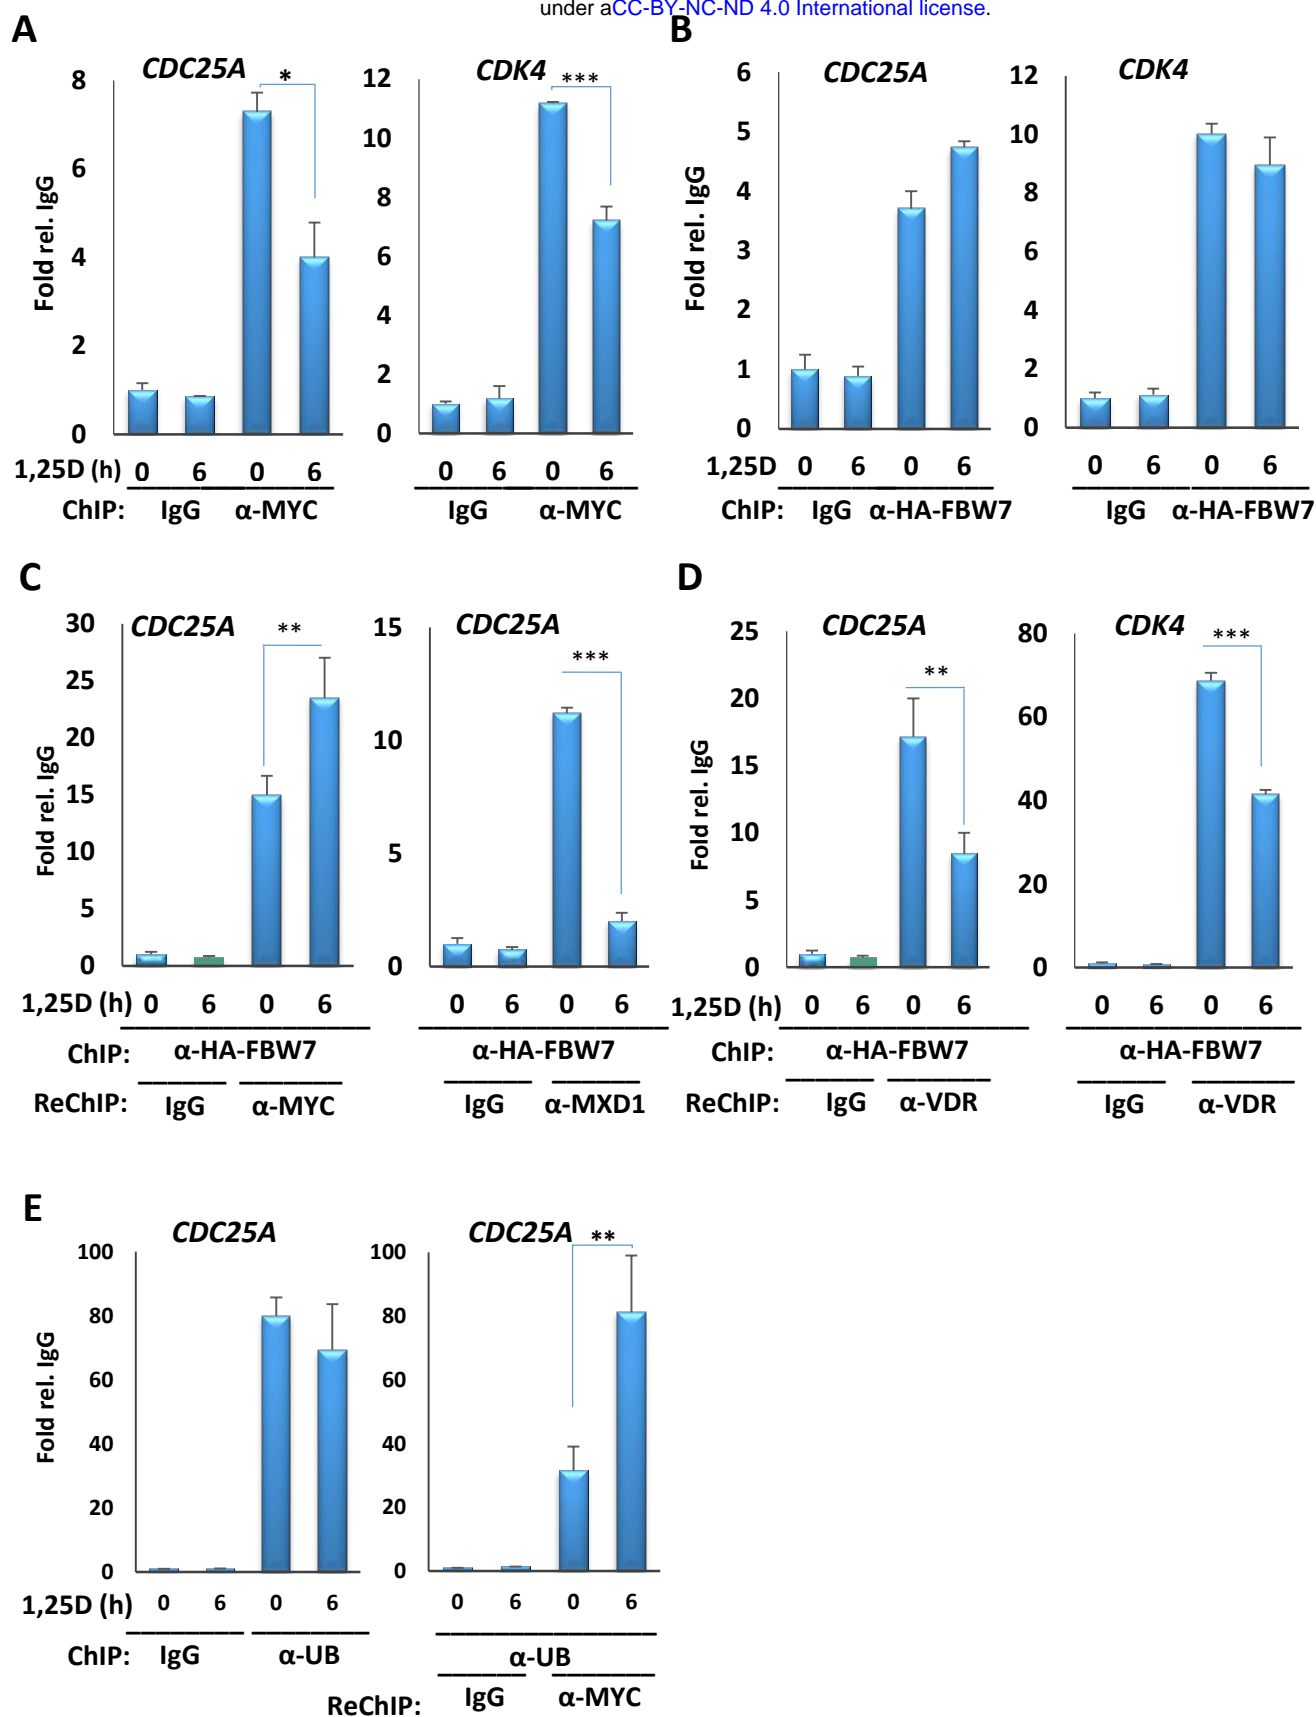 under aCC-BY-NC-ND 4.0 International license.
A
B
CDC25A
*
CDK4
***
CDC25A
CDK4
Fold rel. IgG
8
6
4
2
0
12
10
8
6
4
2
0
Fold rel. IgG
6
5
4
3
2
1
0
12
10
8
6
4
2
0
1,25D (h) 0 6 0 6
0 6 0 6
1,25D 0 6 0 6
0 6 0 6
ChIP: IgG α-MYC
IgG α-MYC
ChIP: IgG α-HA-FBW7
IgG α-HA-FBW7
C
D
CDC25A
**
CDC25A
***
CDC25A
**
CDK4
***
Fold rel. IgG
30
25
20
15
10
5
0
15
10
5
0
Fold rel. IgG
25
20
15
10
5
0
80
60
40
20
0
1,25D (h) 0 6 0 6
0 6 0 6
1,25D (h) 0 6 0 6
0 6 0 6
ChIP: α-HA-FBW7
α-HA-FBW7
ChIP: α-HA-FBW7
α-HA-FBW7
ReChIP: IgG α-MYC
IgG α-MXD1
ReChIP: IgG α-VDR
IgG α-VDR
E
CDC25A
CDC25A
**
Fold rel. IgG
100
80
60
40
20
0
100
80
60
40
20
0
1,25D (h) 0 6 0 6
0 6 0 6
ChIP: IgG α-UB
α-UB
ReChIP: IgG α-MYC